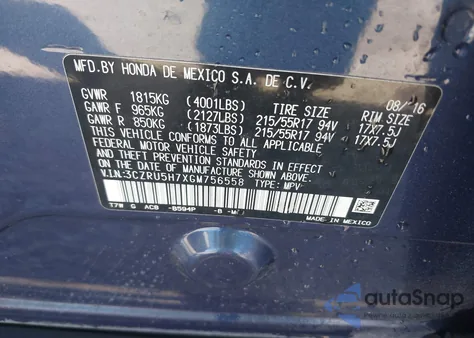 MFD.BY HONDA DE MEXICO S.A. DE C.V. 08/16
GVWR 1815KG (4001LBS) TIRE SIZE RIM SIZE
GAWR F 965KG (2127LBS) 215/55R17 94V 17X7.5J
GAWR R 850KG (1873LBS) 215/55R17 94V 17X7.5J
THIS VEHICLE CONFORMS TO ALL APPLICABLE
FEDERAL MOTOR VEHICLE SAFETY AND
THEFT PREVENTION STANDARDS IN EFFECT
ON THE DATE OF MANUFACTURE SHOWN ABOVE.
V.I.N:3CZRU5H7XGM756558 TYPE: MPV
T7W G ACB -B594P -B -M
MADE IN MEXICO
autoSnap